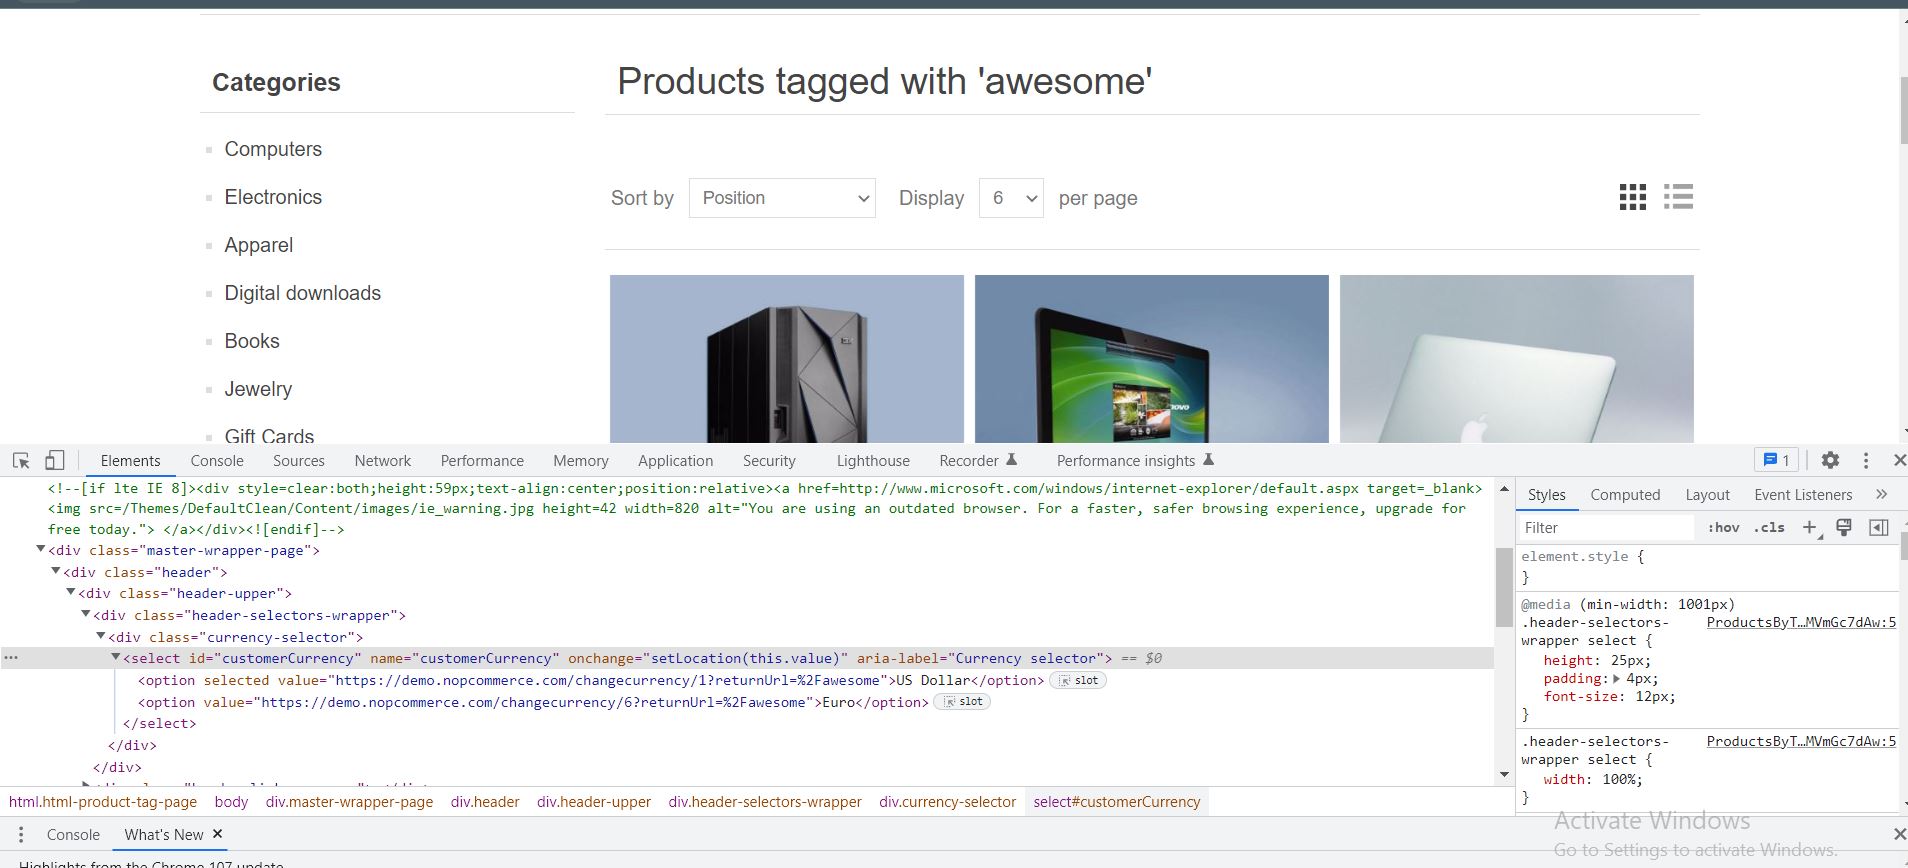 Categories
Computers
Electronics
Apparel
Digital downloads
Books
Jewelry
Gift Cards
Products tagged with 'awesome'
Sort by Position Display 6 per page
Elements Console Sources Network Performance Memory Application Security Lighthouse Recorder Performance insights 1
<!--[if lte IE 8]><div style=clear:both;height:59px;text-align:center;position:relative><a href=http://www.microsoft.com/windows/internet-explorer/default.aspx target=_blank>
<img src=/Themes/DefaultClean/Content/images/ie_warning.jpg height=42 width=820 alt="You are using an outdated browser. For a faster, safer browsing experience, upgrade for
free today."> </a></div><![endif]-->
<div class="master-wrapper-page">
<div class="header">
<div class="header-upper">
<div class="header-selectors-wrapper">
<div class="currency-selector">
<select id="customerCurrency" name="customerCurrency" onchange="setLocation(this.value)" aria-label="Currency selector"> == $0
<option selected value="https://demo.nopcommerce.com/changecurrency/1?returnUrl=%2Fawesome">US Dollar</option> slot
<option value="https://demo.nopcommerce.com/changecurrency/6?returnUrl=%2Fawesome">Euro</option> slot
</select>
</div>
</div>
html.html-product-tag-page body div.master-wrapper-page div.header div.header-upper div.header-selectors-wrapper div.currency-selector select#customerCurrency
Styles Computed Layout Event Listeners »
Filter :hov .cls +
element.style {
}
@media (min-width: 1001px)
.header-selectors- ProductsByT…MVmGc7dAw:5
wrapper select {
height: 25px;
padding: 4px;
font-size: 12px;
}
.header-selectors- ProductsByT…MVmGc7dAw:5
wrapper select {
width: 100%;
}
Console What's New ×
Highlights from the Chrome 107 update
Activate Windows
Go to Settings to activate Windows.